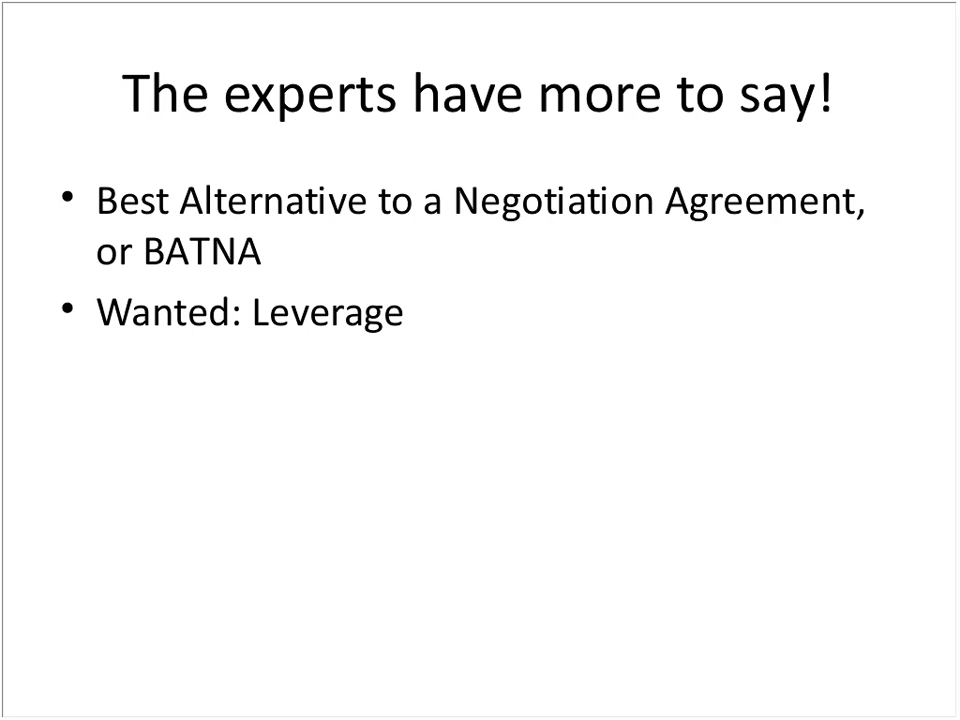 The experts have more to say!
• Best Alternative to a Negotiation Agreement,
or BATNA
• Wanted: Leverage